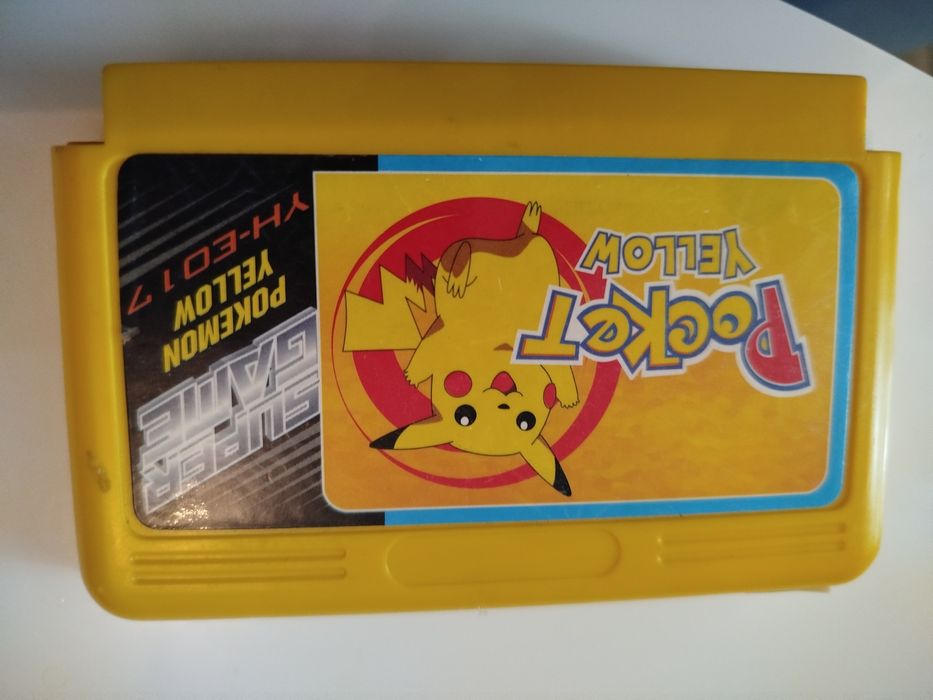 POCKET
YELLOW
SUPER
GAME
POKEMON
YELLOW
YH-E017